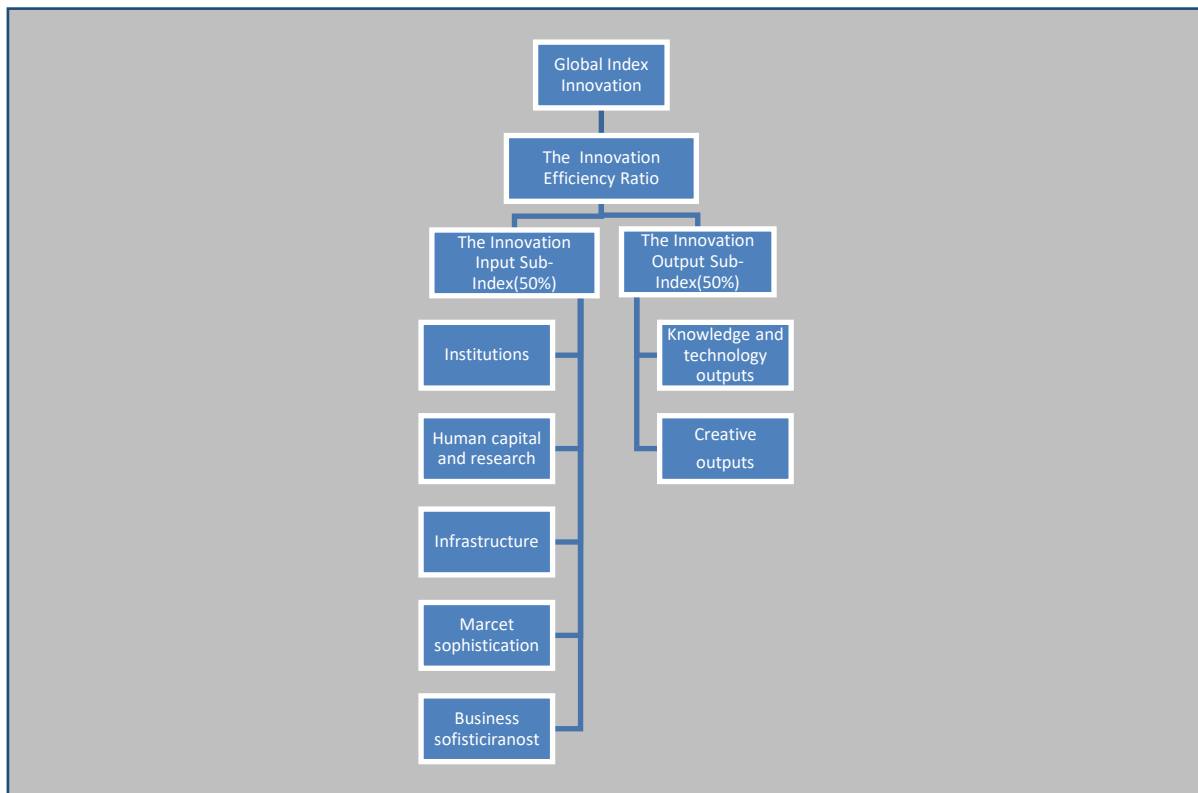 Global Index
Innovation
The Innovation
Efficiency Ratio
The Innovation
Input Sub-
Index(50%)
The Innovation
Output Sub-
Index(50%)
Institutions
Human capital
and research
Infrastructure
Marcet
sophistication
Business
sofisticiranost
Knowledge and
technology
outputs
Creative
outputs